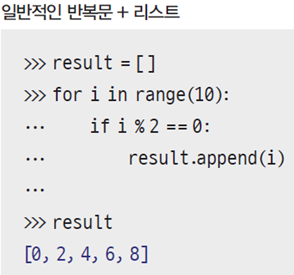 일반적인 반복문 + 리스트
>>> result = []
>>> for i in range(10):
...     if i % 2 == 0:
...         result.append(i)
...
>>> result
[0, 2, 4, 6, 8]